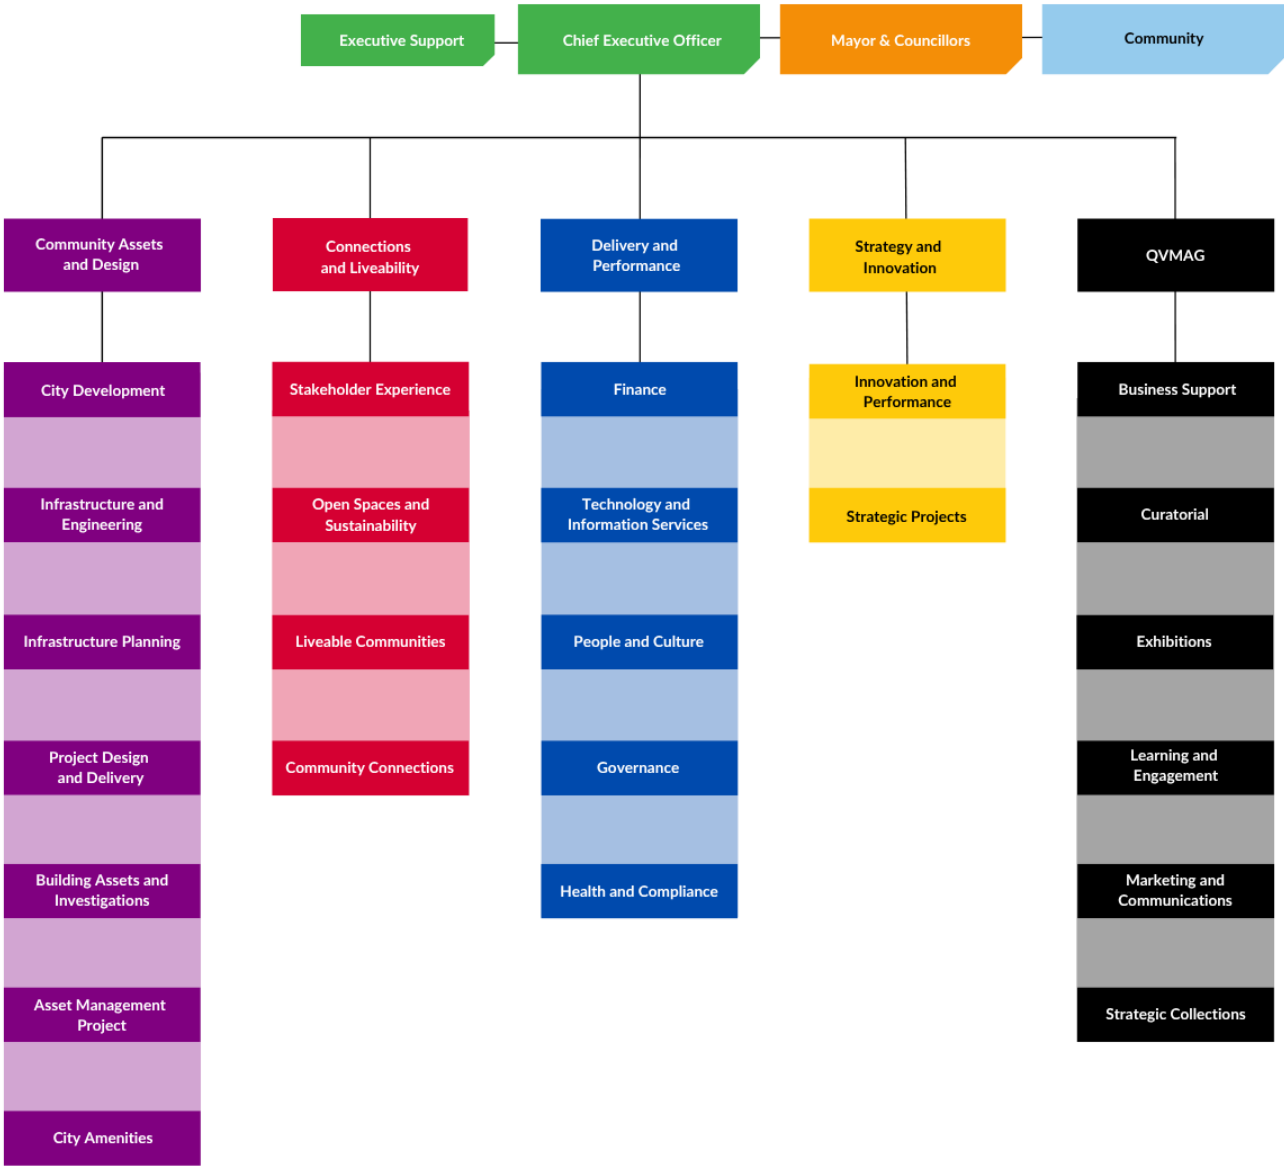 Executive Support
Chief Executive Officer
Mayor & Councillors
Community
Community Assets
and Design
Connections
and Liveability
Delivery and
Performance
Strategy and
Innovation
QVMAG
City Development
Infrastructure and
Engineering
Infrastructure Planning
Project Design
and Delivery
Building Assets and
Investigations
Asset Management
Project
City Amenities
Stakeholder Experience
Open Spaces and
Sustainability
Liveable Communities
Community Connections
Finance
Technology and
Information Services
People and Culture
Governance
Health and Compliance
Innovation and
Performance
Strategic Projects
Business Support
Curatorial
Exhibitions
Learning and
Engagement
Marketing and
Communications
Strategic Collections